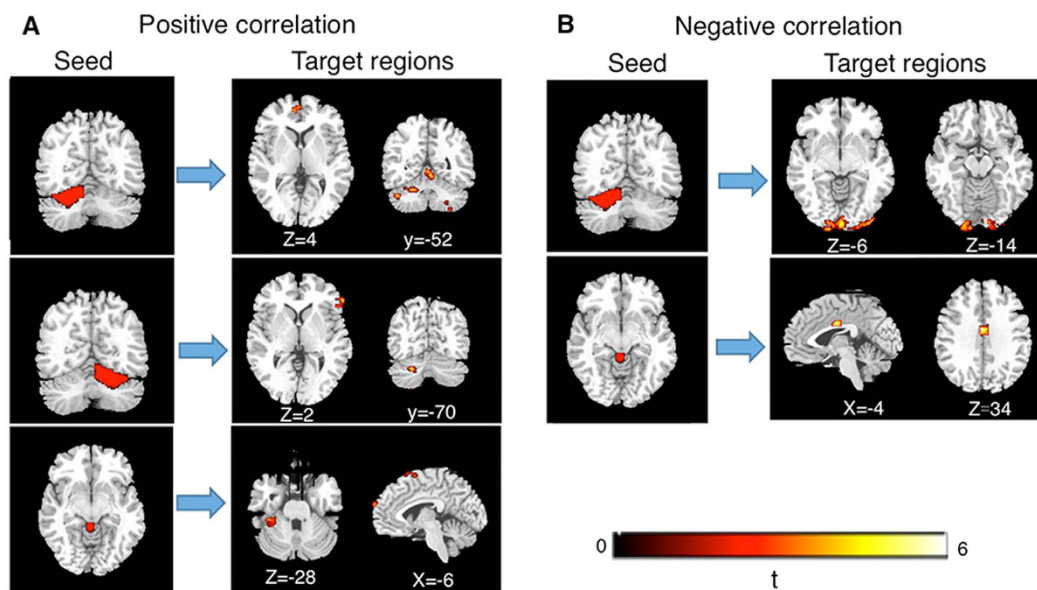 A Positive correlation
Seed Target regions
Z=4 y=-52
Z=2 y=-70
Z=-28 X=-6
B Negative correlation
Seed Target regions
Z=-6 Z=-14
X=-4 Z=34
0 6
t